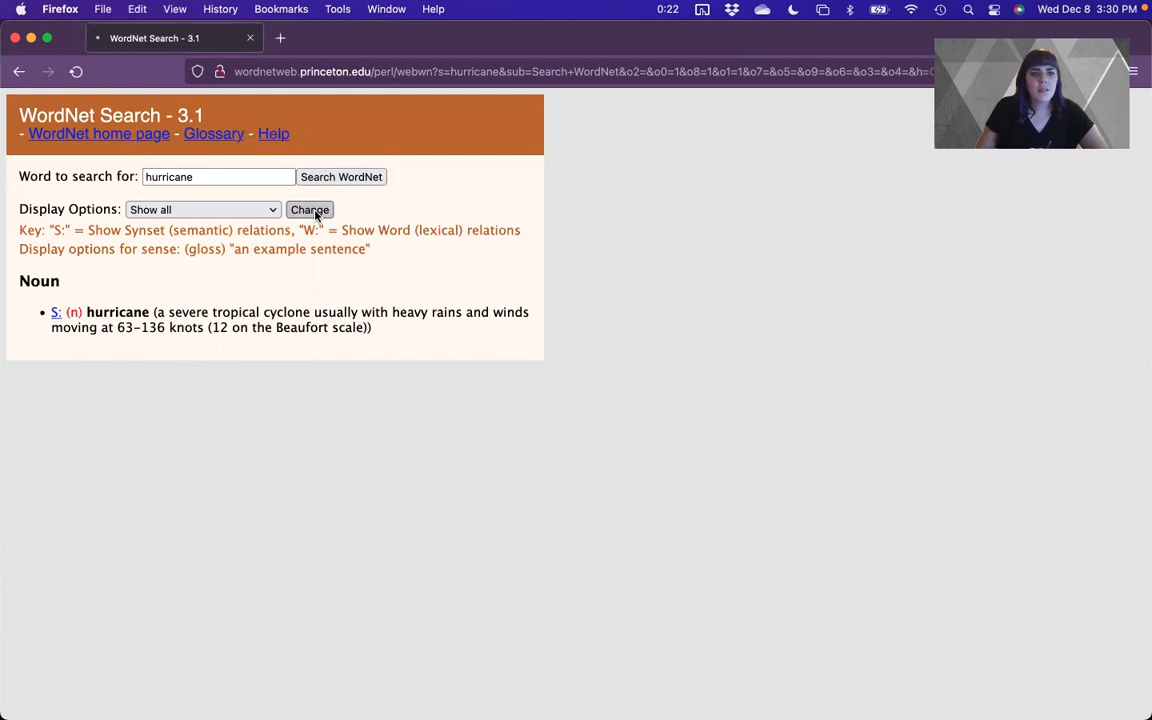 Firefox File Edit View History Bookmarks Tools Window Help 0:22 Wed Dec 8 3:30 PM
WordNet Search - 3.1
wordnetweb.princeton.edu/perl/webwn?s=hurricane&sub=Search+WordNet&o2=&o0=1&o8=1&o1=1&o7=&o5=&o9=&o6=&o3=&o4=&h=
WordNet Search - 3.1
- WordNet home page - Glossary - Help
Word to search for: hurricane Search WordNet
Display Options: Show all Change
Key: "S:" = Show Synset (semantic) relations, "W:" = Show Word (lexical) relations
Display options for sense: (gloss) "an example sentence"
Noun
• S: (n) hurricane (a severe tropical cyclone usually with heavy rains and winds
moving at 63-136 knots (12 on the Beaufort scale))